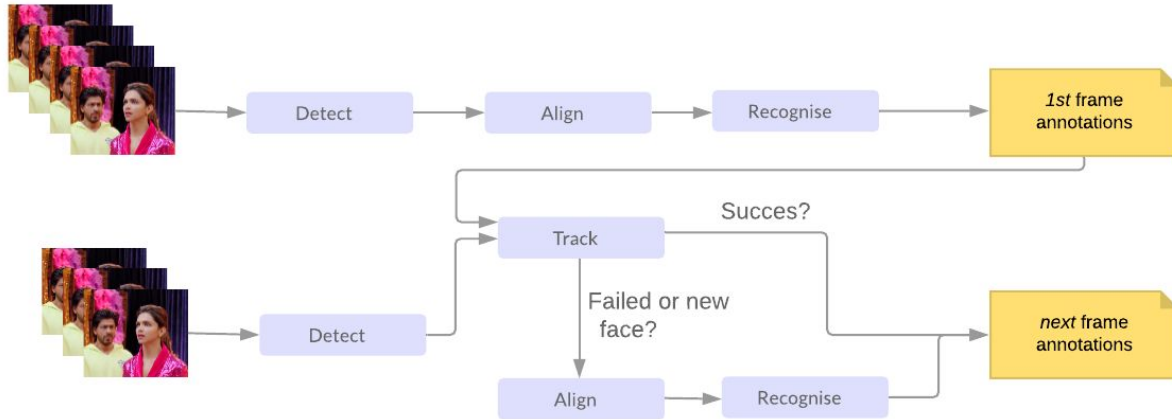 Detect
Align
Recognise
1st frame
annotations
Succes?
Track
Failed or new
face?
Detect
next frame
annotations
Align
Recognise